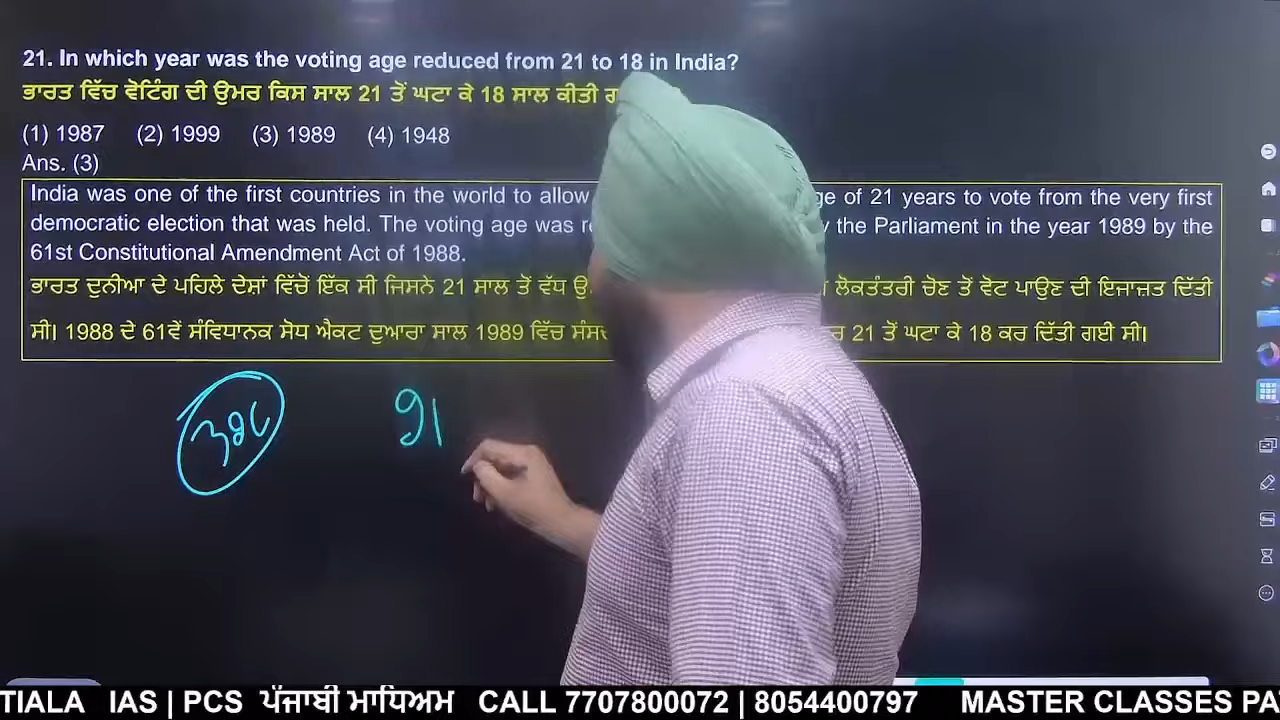 21. In which year was the voting age reduced from 21 to 18 in India?
ਭਾਰਤ ਵਿੱਚ ਵੋਟਿੰਗ ਦੀ ਉਮਰ ਕਿਸ ਸਾਲ 21 ਤੋਂ ਘਟਾ ਕੇ 18 ਸਾਲ ਕੀਤੀ
(1) 1987 (2) 1999 (3) 1989 (4) 1948
Ans. (3)
India was one of the first countries in the world to allow of 21 years to vote from the very first
democratic election that was held. The voting age was the Parliament in the year 1989 by the
61st Constitutional Amendment Act of 1988.
ਭਾਰਤ ਦੁਨੀਆ ਦੇ ਪਹਿਲੇ ਦੇਸ਼ਾਂ ਵਿੱਚੋਂ ਇੱਕ ਸੀ ਜਿਸਨੇ 21 ਸਾਲ ਤੋਂ ਵੱਧ ਲੋਕਤੰਤਰੀ ਚੋਣ ਤੋਂ ਵੋਟ ਪਾਉਣ ਦੀ ਇਜਾਜ਼ਤ ਦਿੱਤੀ
ਸੀ। 1988 ਦੇ 61ਵੇਂ ਸੰਵਿਧਾਨਕ ਸੋਧ ਐਕਟ ਦੁਆਰਾ ਸਾਲ 1989 ਵਿੱਚ 21 ਤੋਂ ਘਟਾ ਕੇ 18 ਕਰ ਦਿੱਤੀ ਗਈ ਸੀ।
TIALA IAS | PCS ਪੰਜਾਬੀ ਮਾਧਿਅਮ CALL 7707800072 | 8054400797 MASTER CLASSES PA